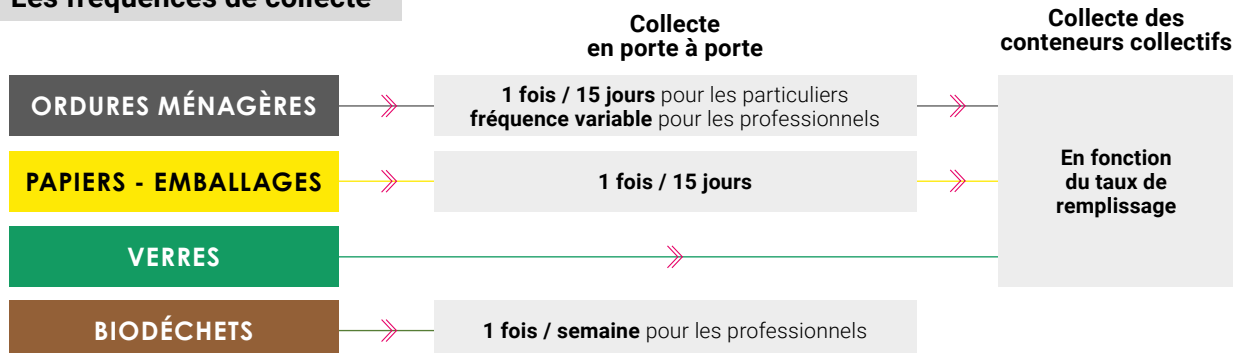 Les fréquences de collecte
Collecte
en porte à porte
Collecte des
conteneurs collectifs
ORDURES MÉNAGÈRES
1 fois / 15 jours pour les particuliers
fréquence variable pour les professionnels
PAPIERS - EMBALLAGES
1 fois / 15 jours
En fonction
du taux de
remplissage
VERRES
BIODÉCHETS
1 fois / semaine pour les professionnels